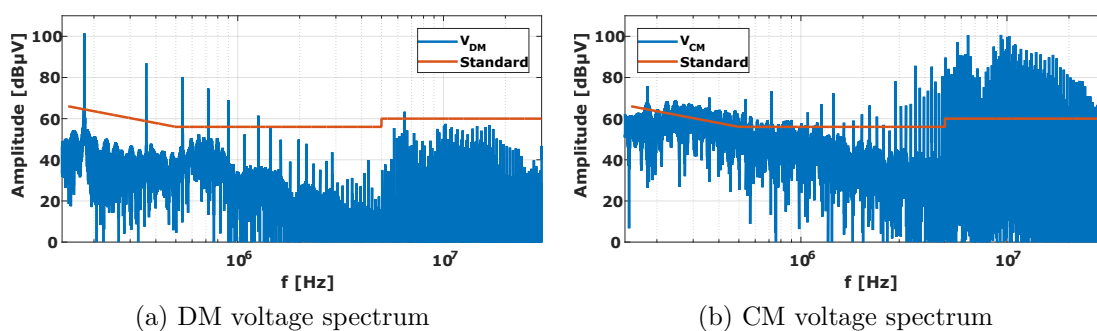 Amplitude [dBµV]
100
80
60
40
20
0
V_DM
Standard
10^6
10^7
f [Hz]
(a) DM voltage spectrum
Amplitude [dBµV]
100
80
60
40
20
0
V_CM
Standard
10^6
10^7
f [Hz]
(b) CM voltage spectrum